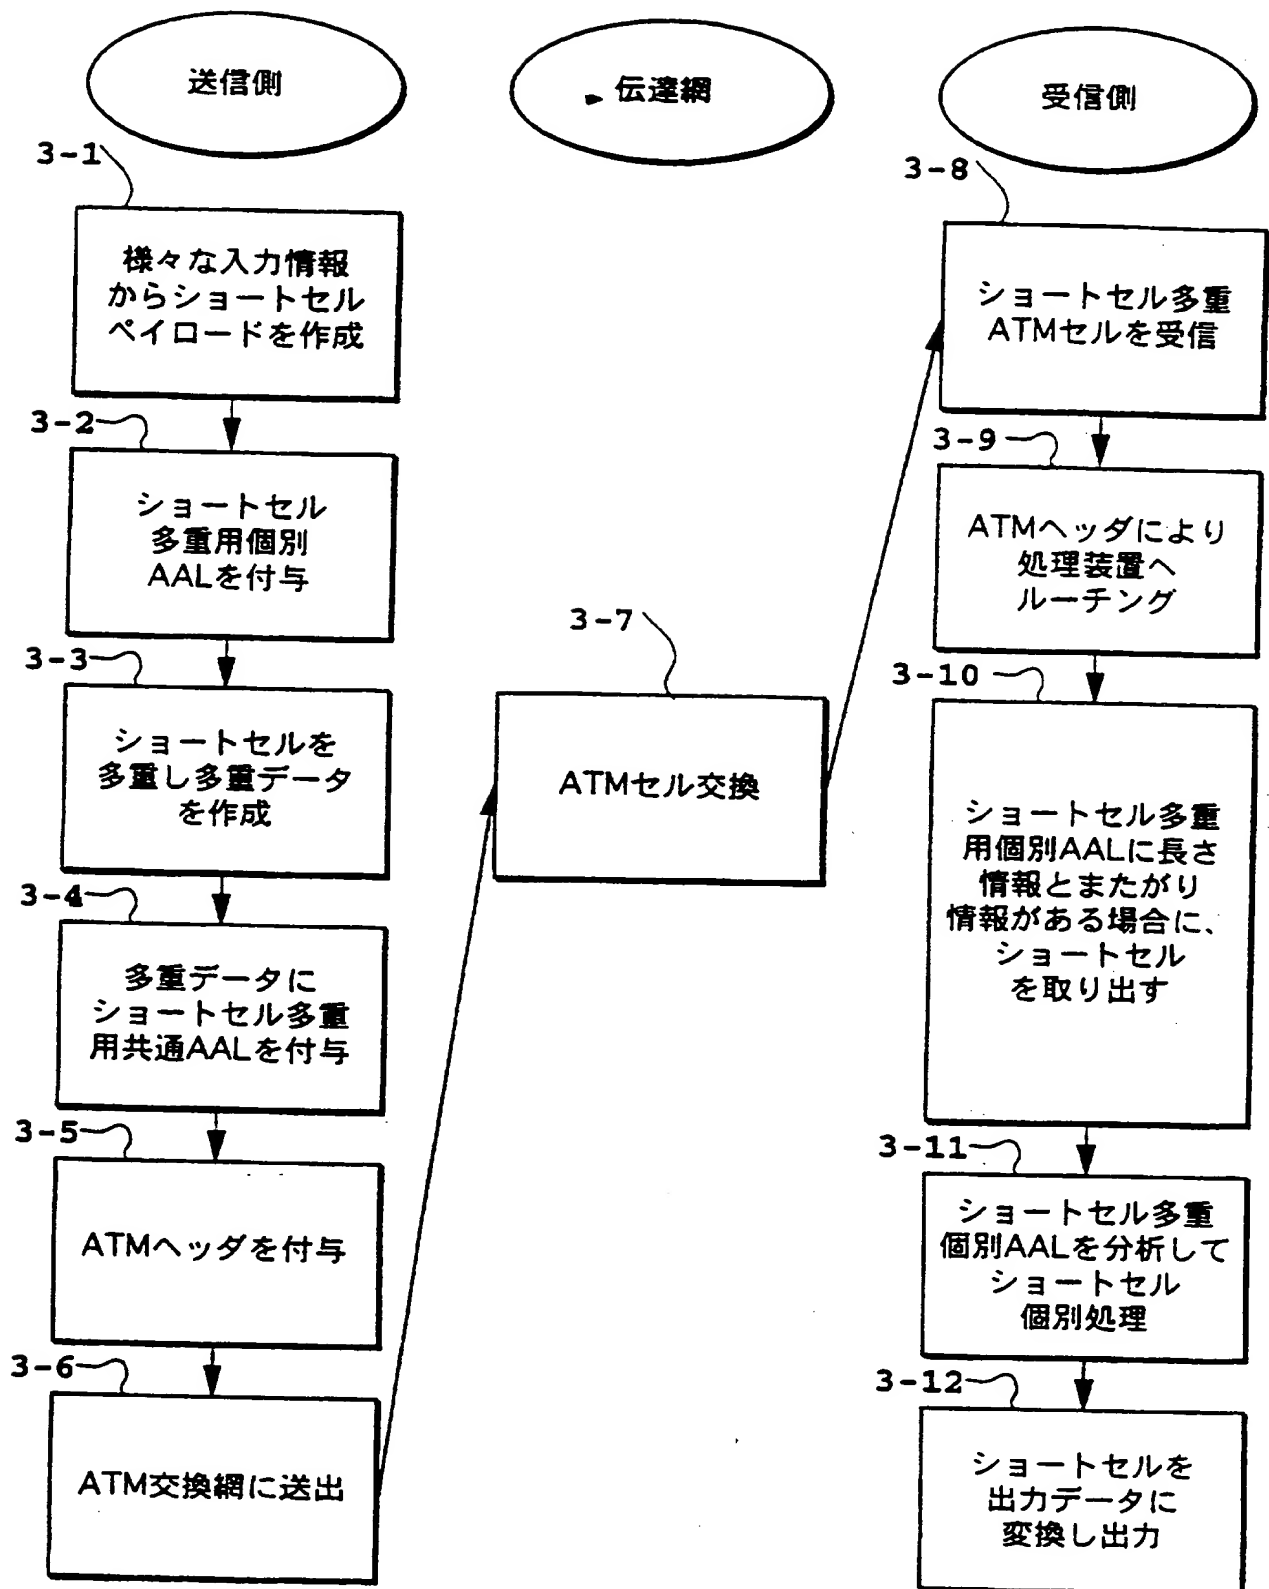 送信側
伝達網
受信側
3-1
様々な入力情報
からショートセル
ペイロードを作成
3-2
ショートセル
多重用個別
AALを付与
3-3
ショートセルを
多重し多重データ
を作成
3-4
多重データに
ショートセル多重
用共通AALを付与
3-5
ATMヘッダを付与
3-6
ATM交換網に送出
3-7
ATMセル交換
3-8
ショートセル多重
ATMセルを受信
3-9
ATMヘッダにより
処理装置へ
ルーチング
3-10
ショートセル多重
用個別AALに長さ
情報とまたがり
情報がある場合に、
ショートセル
を取り出す
3-11
ショートセル多重
個別AALを分析して
ショートセル
個別処理
3-12
ショートセルを
出力データに
変換し出力